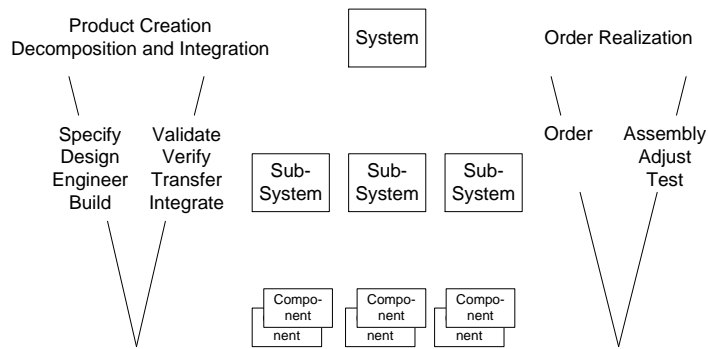 Product Creation
Decomposition and Integration
System
Order Realization
Specify
Design
Engineer
Build
Validate
Verify
Transfer
Integrate
Sub-
System
Sub-
System
Sub-
System
Order
Assembly
Adjust
Test
Compo-
nent
nent
Compo-
nent
nent
Compo-
nent
nent